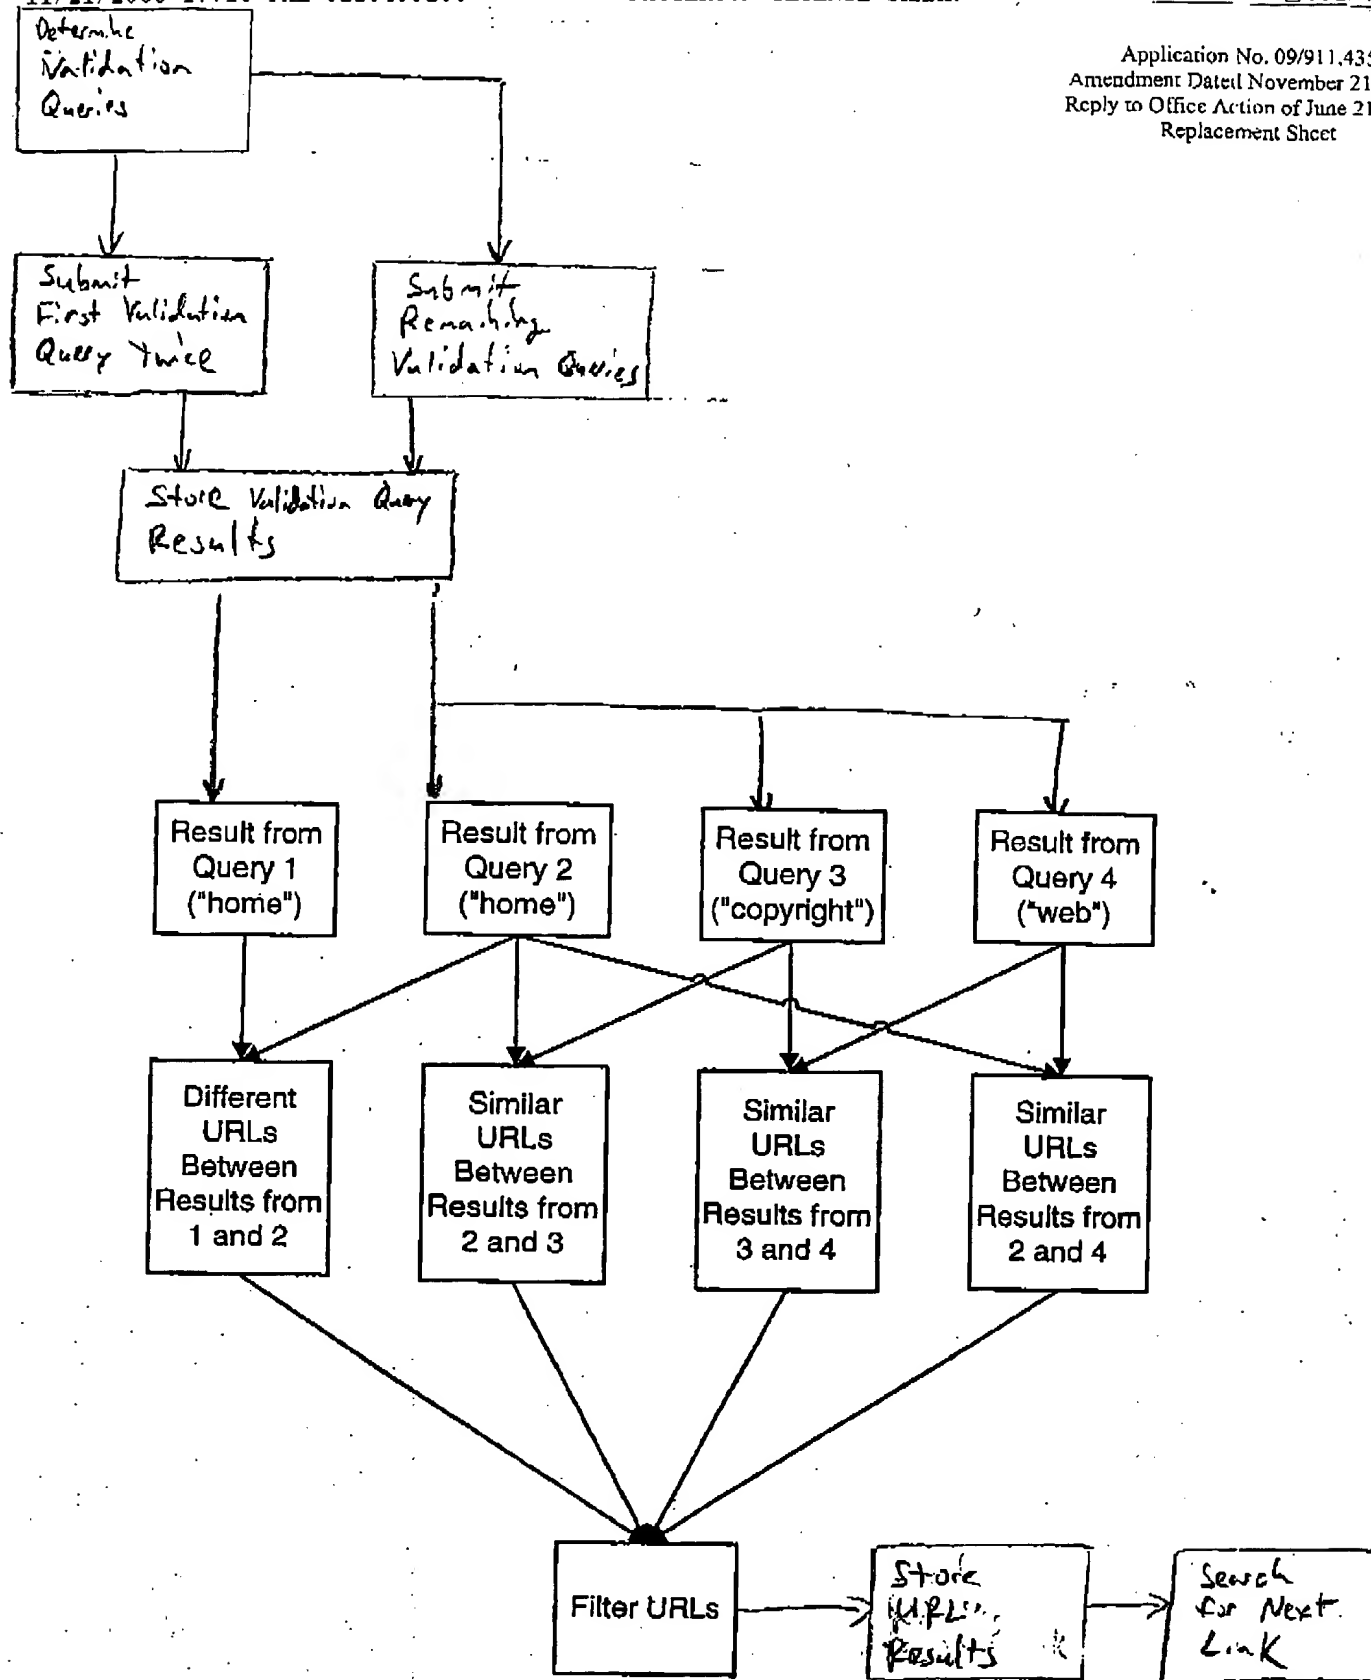 Application No. 09/911,435
Amendment Dated November 21
Reply to Office Action of June 21
Replacement Sheet
Determine
Validation
Queries
Submit
First Validation
Query twice
Submit
Remaining
Validation Queries
Store Validation Query
Results
Result from
Query 1
("home")
Result from
Query 2
("home")
Result from
Query 3
("copyright")
Result from
Query 4
("web")
Different
URLs
Between
Results from
1 and 2
Similar
URLs
Between
Results from
2 and 3
Similar
URLs
Between
Results from
3 and 4
Similar
URLs
Between
Results from
2 and 4
Filter URLs
Store
URL
Results
Search
for Next
Link